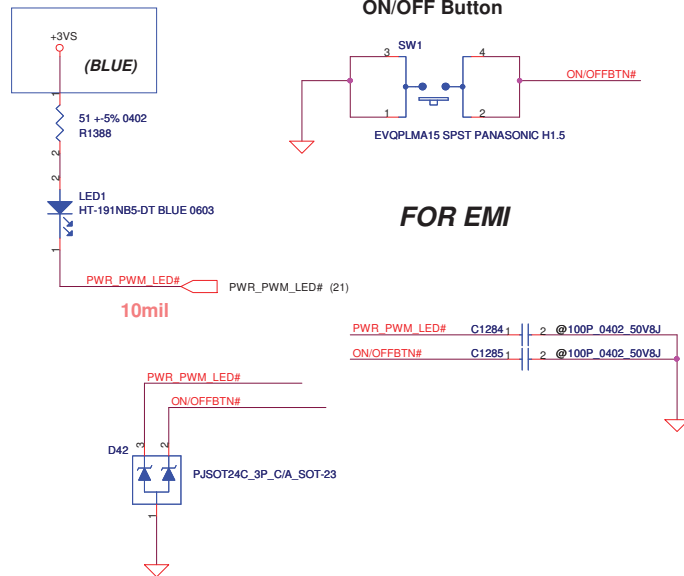 ON/OFF Button
+3VS
(BLUE)
1
51 +-5% 0402
R1388
2
2
LED1
HT-191NB5-DT BLUE 0603
1
PWR_PWM_LED#
PWR_PWM_LED# (21)
10mil
SW1
3
4
1
2
ON/OFFBTN#
EVQPLMA15 SPST PANASONIC H1.5
FOR EMI
PWR_PWM_LED# C1284 1 2 @100P_0402_50V8J
ON/OFFBTN# C1285 1 2 @100P_0402_50V8J
PWR_PWM_LED#
ON/OFFBTN#
D42
3
2
PJSOT24C_3P_C/A_SOT-23
1